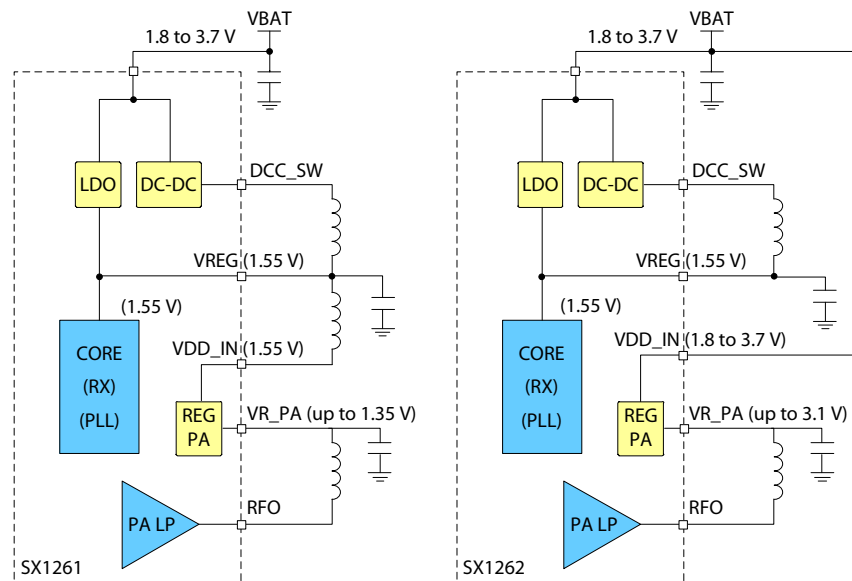 VBAT
1.8 to 3.7 V
LDO
DC-DC
DCC_SW
VREG (1.55 V)
(1.55 V)
CORE
(RX)
(PLL)
VDD_IN (1.55 V)
REG
PA
VR_PA (up to 1.35 V)
PA LP
RFO
SX1261
VBAT
1.8 to 3.7 V
LDO
DC-DC
DCC_SW
VREG (1.55 V)
(1.55 V)
CORE
(RX)
(PLL)
VDD_IN (1.8 to 3.7 V)
REG
PA
VR_PA (up to 3.1 V)
PA LP
RFO
SX1262